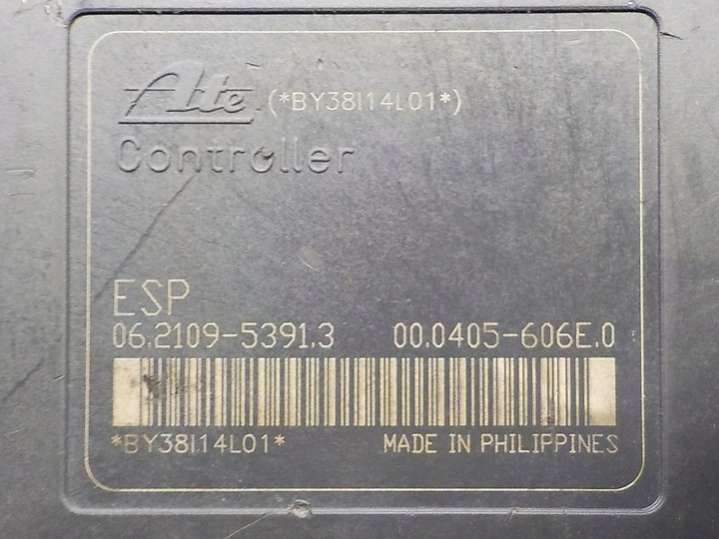 Ate (*BY38I14L01*)
Controller
ESP
06.2109-5391.3 00.0405-606E.0
*BY38I14L01* MADE IN PHILIPPINES